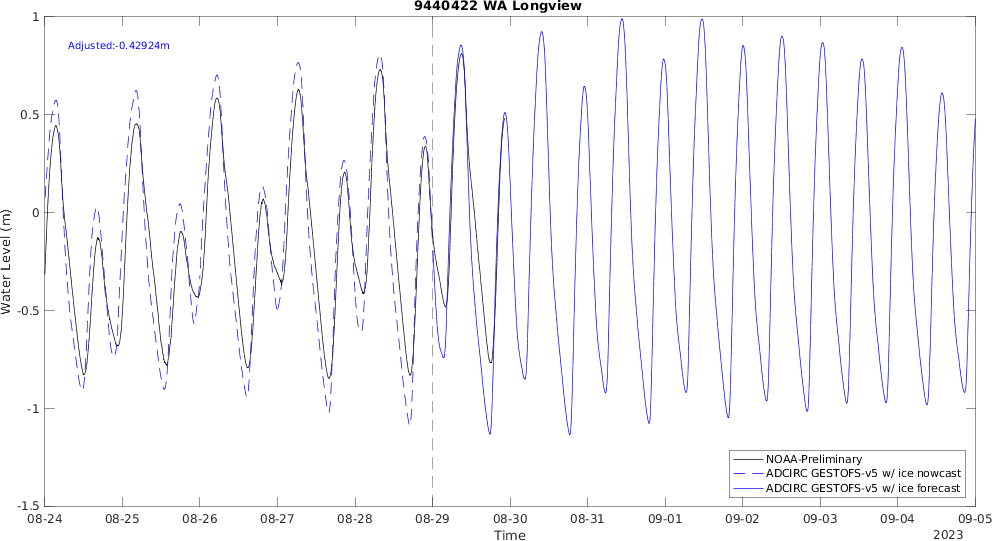 9440422 WA Longview
Adjusted:-0.42924m
1
0.5
0
-0.5
-1
-1.5
Water Level (m)
NOAA-Preliminary
ADCIRC GESTOFS-v5 w/ ice nowcast
ADCIRC GESTOFS-v5 w/ ice forecast
08-24 08-25 08-26 08-27 08-28 08-29 08-30 08-31 09-01 09-02 09-03 09-04 09-05
Time
2023